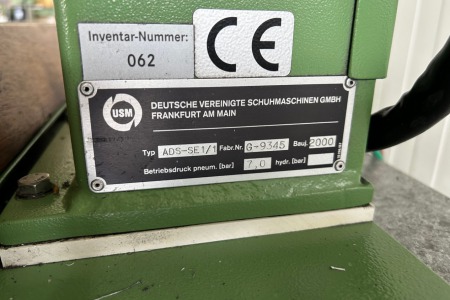 Inventar-Nummer:
062
CE
USM
DEUTSCHE VEREINIGTE SCHUHMASCHINEN GMBH
FRANKFURT AM MAIN
Typ ADS-SE1/1 Fabr.Nr. G-9345 Bauj. 2000
Betriebsdruck pneum. [bar] 7,0 hydr. [bar]